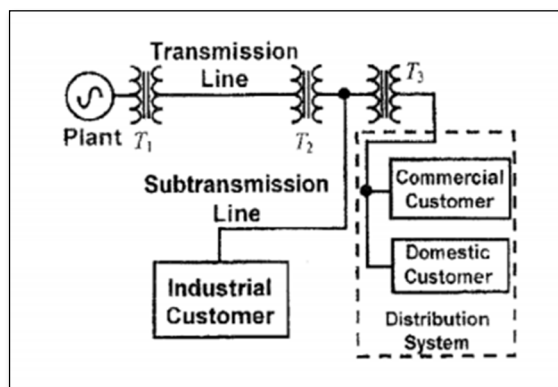 Transmission
Line
Plant
T1
T2
T3
Subtransmission
Line
Industrial
Customer
Commercial
Customer
Domestic
Customer
Distribution
System